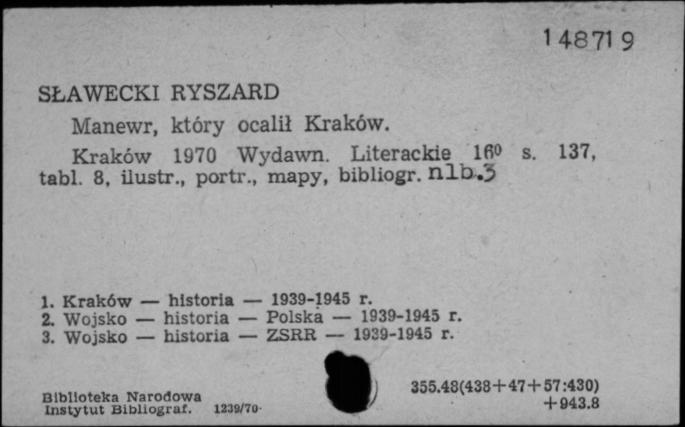 148719
SŁAWECKI RYSZARD
Manewr, który ocalił Kraków.
Kraków 1970 Wydawn. Literackie 16⁰ s. 137,
tabl. 8, ilustr., portr., mapy, bibliogr. nlb.3
1. Kraków — historia — 1939-1945 r.
2. Wojsko — historia — Polska — 1939-1945 r.
3. Wojsko — historia — ZSRR — 1939-1945 r.
Biblioteka Narodowa
Instytut Bibliograf. 1239/70
355.48(438+47+57:430)
+943.8